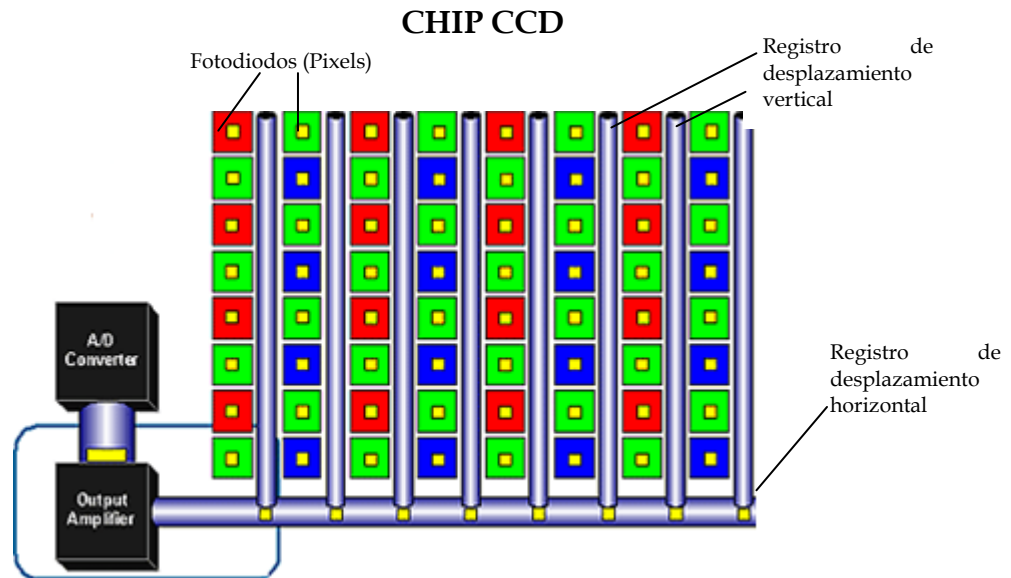 CHIP CCD
Fotodiodos (Pixels)
Registro de
desplazamiento
vertical
A/D
Converter
Registro de
desplazamiento
horizontal
Output
Amplifier